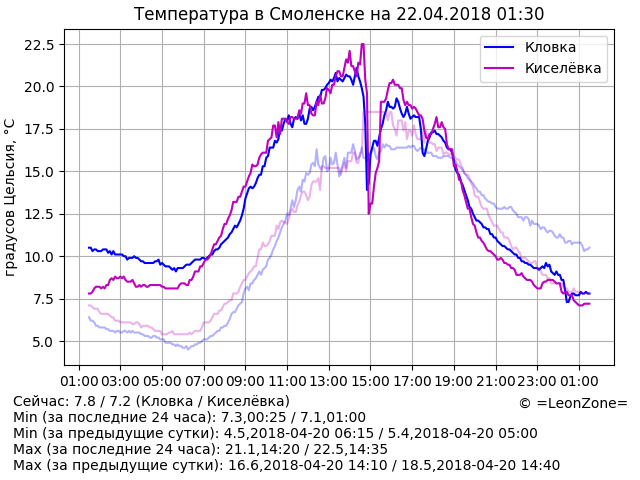 Температура в Смоленске на 22.04.2018 01:30
градусов Цельсия, °C
22.5
20.0
17.5
15.0
12.5
10.0
7.5
5.0
Кловка
Киселёвка
01:00 03:00 05:00 07:00 09:00 11:00 13:00 15:00 17:00 19:00 21:00 23:00 01:00
Сейчас: 7.8 / 7.2 (Кловка / Киселёвка)
© =LeonZone=
Min (за последние 24 часа): 7.3,00:25 / 7.1,01:00
Min (за предыдущие сутки): 4.5,2018-04-20 06:15 / 5.4,2018-04-20 05:00
Max (за последние 24 часа): 21.1,14:20 / 22.5,14:35
Max (за предыдущие сутки): 16.6,2018-04-20 14:10 / 18.5,2018-04-20 14:40